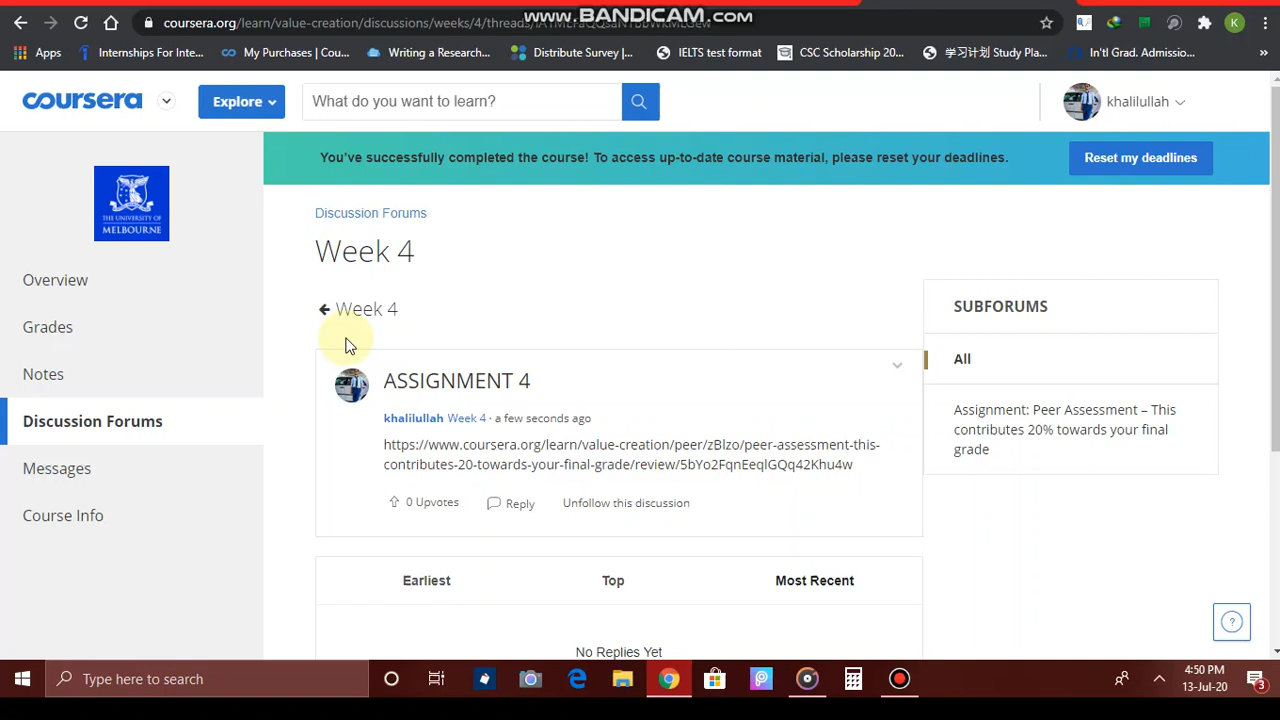 www.BANDICAM.com
coursera.org/learn/value-creation/discussions/weeks/4/threads/
Apps
Internships For Inte...
My Purchases | Cou...
Writing a Research...
Distribute Survey |...
IELTS test format
CSC Scholarship 20...
学习计划 Study Pla...
In'tl Grad. Admissio...
»
coursera
Explore
What do you want to learn?
khalilullah
K
You've successfully completed the course! To access up-to-date course material, please reset your deadlines.
Reset my deadlines
THE UNIVERSITY OF
MELBOURNE
Overview
Grades
Notes
Discussion Forums
Messages
Course Info
Discussion Forums
Week 4
Week 4
ASSIGNMENT 4
khalilullah Week 4 · a few seconds ago
https://www.coursera.org/learn/value-creation/peer/zBlzo/peer-assessment-this-
contributes-20-towards-your-final-grade/review/5bYo2FqnEeqlGQq42Khu4w
0 Upvotes
Reply
Unfollow this discussion
Earliest
Top
Most Recent
No Replies Yet
SUBFORUMS
All
Assignment: Peer Assessment – This
contributes 20% towards your final
grade
?
Type here to search
4:50 PM
13-Jul-20
3